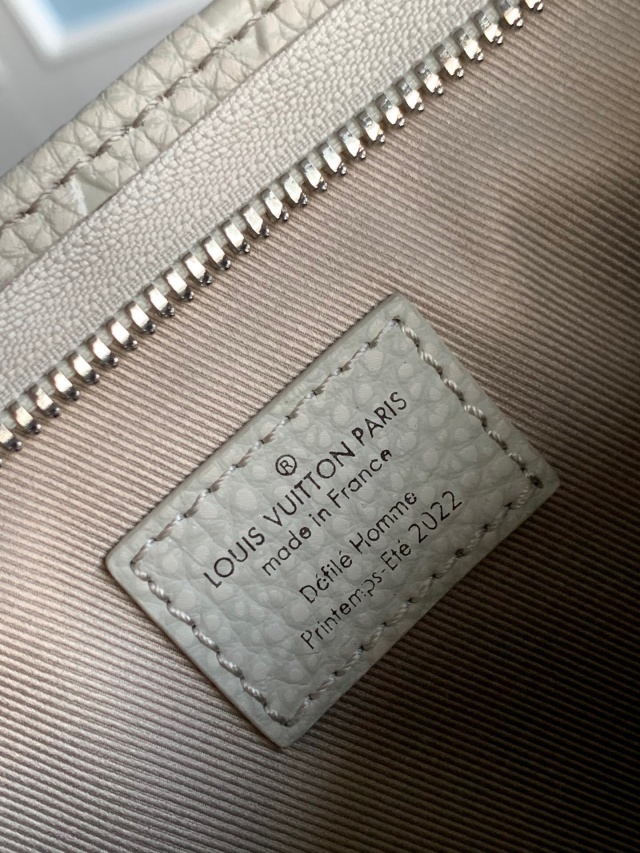 ®
LOUIS VUITTON PARIS
made in France
Défilé Homme
Printemps-Eté 2022